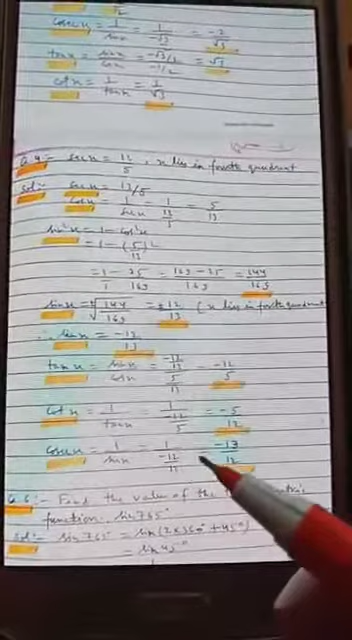 cosec x = 1/sin x = 1/(-√3/2) = -2/√3
tan x = sin x/cos x = (-√3/2)/(-1/2) = √3
cot x = 1/tan x = 1/√3
Q.4:- sec x = 13/5, x lies in fourth quadrant
Solⁿ:- sec x = 13/5
cos x = 1/sec x = 1/(13/5) = 5/13
sin²x = 1 - cos²x
= 1 - (5/13)²
= 1/1 - 25/169 = 169 - 25/169 = 144/169
sin x = √144/169 = ±12/13 (x lies in fourth quadrant
∴ sin x = -12/13
tan x = sin x/cos x = (-12/13)/(5/13) = -12/5
cot x = 1/tan x = 1/(-12/5) = -5/12
cosec x = 1/sin x = 1/(-12/13) = -13/12
:- Find the value of the
function. sin 765°
Solⁿ:- sin 765° = sin (2×360° + 45°)
= sin 45°